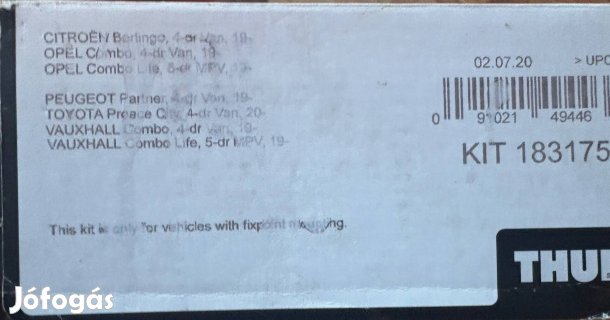 CITROËN Berlingo, 4-dr Van, 19-
OPEL Combo, 4-dr Van, 19-
OPEL Combo Life, 5-dr MPV, 19-
PEUGEOT Partner, 4-dr Van, 19-
TOYOTA Proace City, 4-dr Van, 20-
VAUXHALL Combo, 4-dr Van, 19-
VAUXHALL Combo Life, 5-dr MPV, 19-
This kit is only for vehicles with fixpoint mounting.
02.07.20 > UPC
0 91021 49446
KIT 183175
THUL
Jófogás